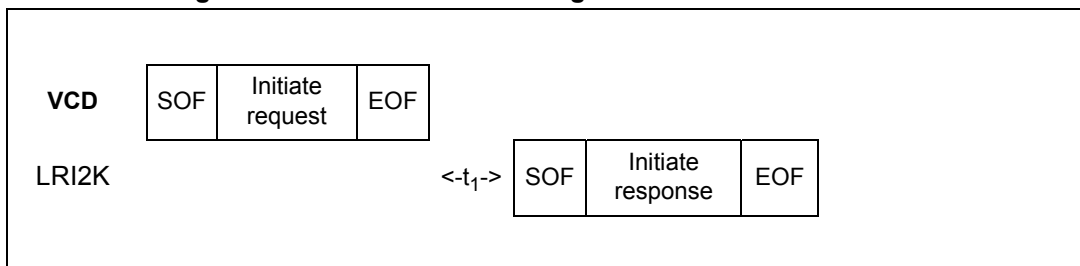 VCD SOF Initiate request EOF
LRI2K <-t1-> SOF Initiate response EOF